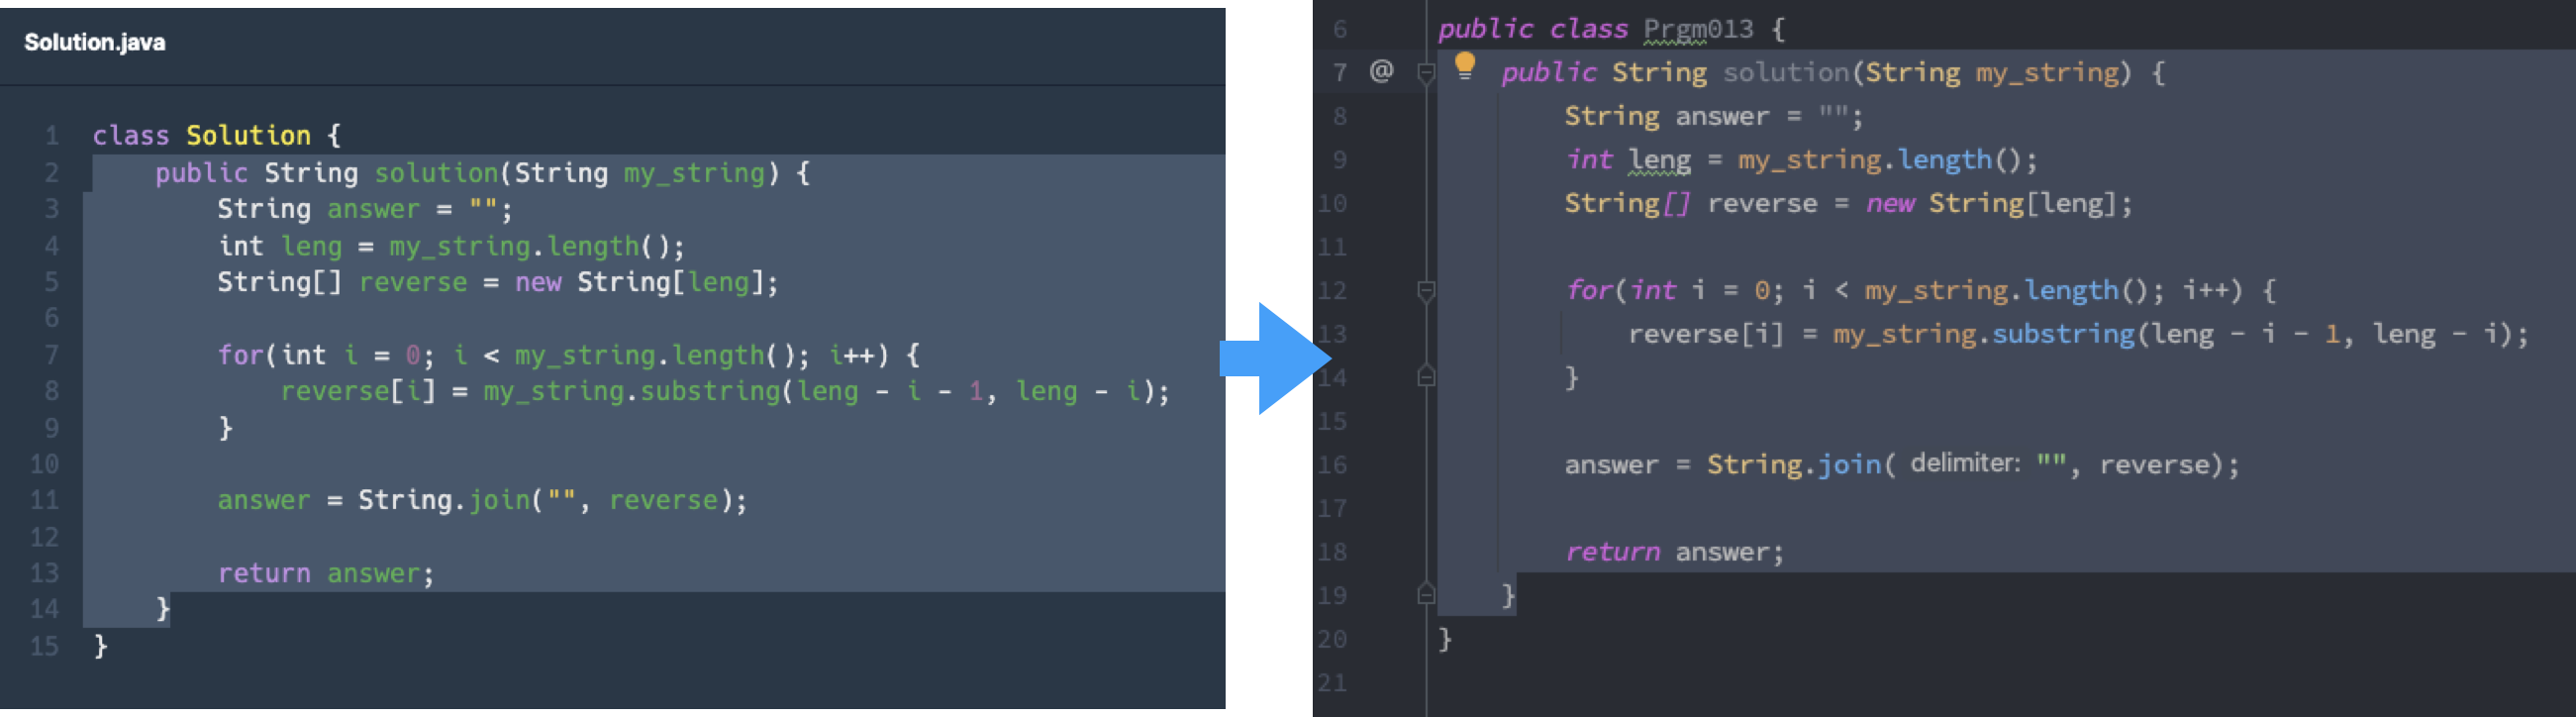 Solution.java
1 class Solution {
2     public String solution(String my_string) {
3         String answer = "";
4         int leng = my_string.length();
5         String[] reverse = new String[leng];
6
7         for(int i = 0; i < my_string.length(); i++) {
8             reverse[i] = my_string.substring(leng - i - 1, leng - i);
9         }
10
11         answer = String.join("", reverse);
12
13         return answer;
14     }
15 }
6 public class Prgm013 {
7 @     public String solution(String my_string) {
8         String answer = "";
9         int leng = my_string.length();
10         String[] reverse = new String[leng];
11
12         for(int i = 0; i < my_string.length(); i++) {
13             reverse[i] = my_string.substring(leng - i - 1, leng - i);
14         }
15
16         answer = String.join( delimiter: "", reverse);
17
18         return answer;
19     }
20 }
21